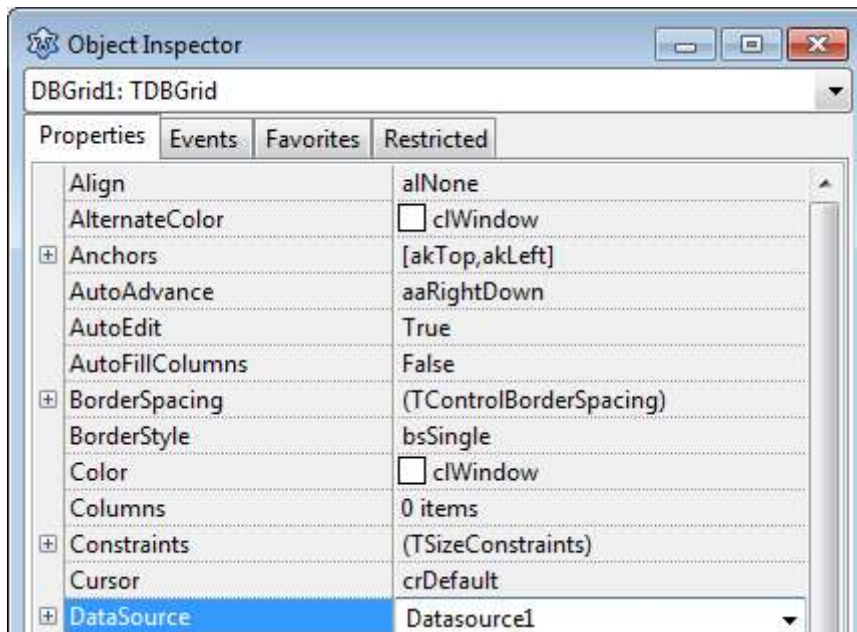 Object Inspector
DBGrid1: TDBGrid
Properties Events Favorites Restricted
Align alNone
AlternateColor clWindow
Anchors [akTop,akLeft]
AutoAdvance aaRightDown
AutoEdit True
AutoFillColumns False
BorderSpacing (TControlBorderSpacing)
BorderStyle bsSingle
Color clWindow
Columns 0 items
Constraints (TSizeConstraints)
Cursor crDefault
DataSource Datasource1